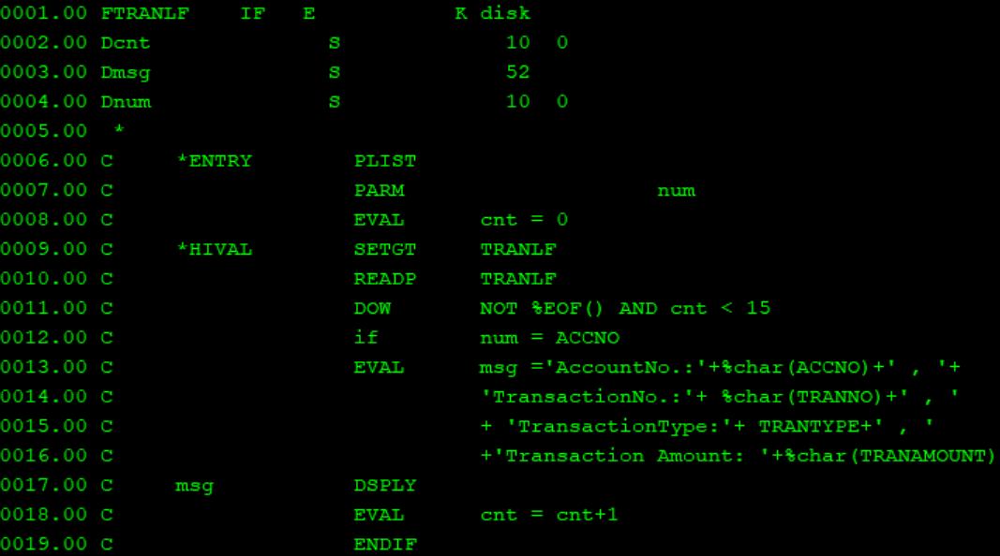 0001.00 FTRANLF    IF   E           K disk
0002.00 Dcnt              S             10  0
0003.00 Dmsg              S             52
0004.00 Dnum              S             10  0
0005.00  *
0006.00 C     *ENTRY        PLIST
0007.00 C                   PARM                    num
0008.00 C                   EVAL      cnt = 0
0009.00 C     *HIVAL        SETGT     TRANLF
0010.00 C                   READP     TRANLF
0011.00 C                   DOW       NOT %EOF() AND cnt < 15
0012.00 C                   if        num = ACCNO
0013.00 C                   EVAL      msg ='AccountNo.:'+%char(ACCNO)+' , '+
0014.00 C                             'TransactionNo.:'+ %char(TRANNO)+' , '
0015.00 C                             + 'TransactionType:'+ TRANTYPE+' , '
0016.00 C                             +'Transaction Amount: '+%char(TRANAMOUNT)
0017.00 C     msg           DSPLY
0018.00 C                   EVAL      cnt = cnt+1
0019.00 C                   ENDIF